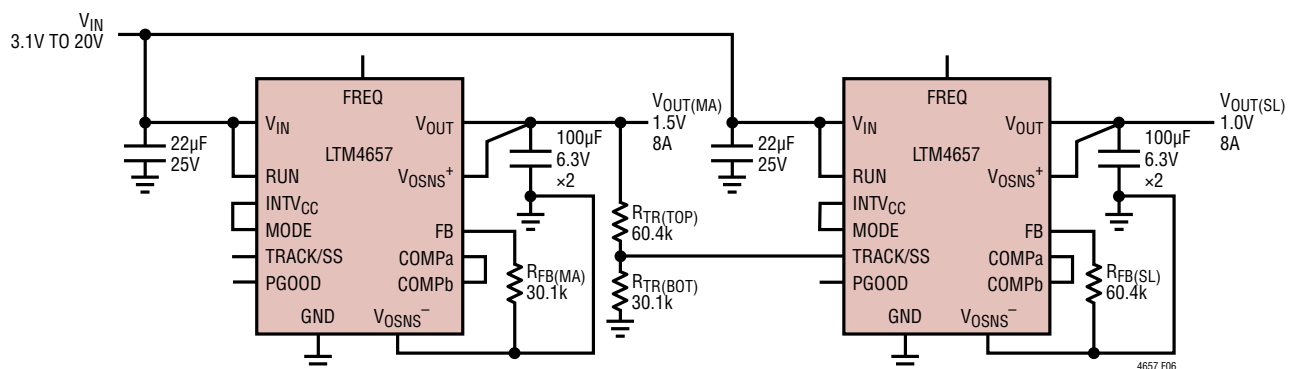 VIN
3.1V TO 20V
22µF
25V
FREQ
VIN
VOUT
LTM4657
RUN
VOSNS+
INTVCC
MODE
FB
TRACK/SS
COMPa
PGOOD
COMPb
GND
VOSNS–
100µF
6.3V
×2
RFB(MA)
30.1k
VOUT(MA)
1.5V
8A
RTR(TOP)
60.4k
RTR(BOT)
30.1k
22µF
25V
FREQ
VIN
VOUT
LTM4657
RUN
VOSNS+
INTVCC
MODE
FB
TRACK/SS
COMPa
PGOOD
COMPb
GND
VOSNS–
100µF
6.3V
×2
RFB(SL)
60.4k
VOUT(SL)
1.0V
8A
4657 F06